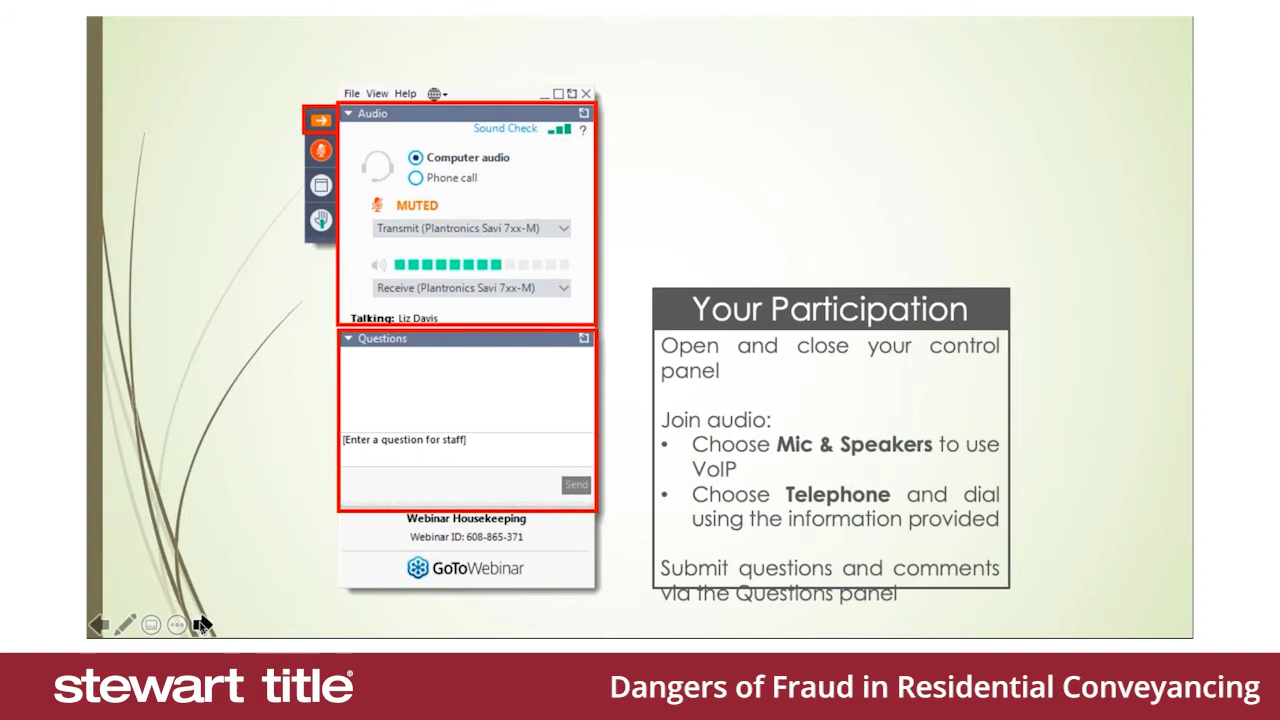 File View Help
Audio
Sound Check
?
Computer audio
Phone call
MUTED
Transmit (Plantronics Savi 7xx-M)
Receive (Plantronics Savi 7xx-M)
Talking: Liz Davis
Questions
[Enter a question for staff]
Send
Webinar Housekeeping
Webinar ID: 608-865-371
GoToWebinar
Your Participation
Open and close your control
panel
Join audio:
• Choose Mic & Speakers to use
VoIP
• Choose Telephone and dial
using the information provided
Submit questions and comments
via the Questions panel
stewart title®
Dangers of Fraud in Residential Conveyancing